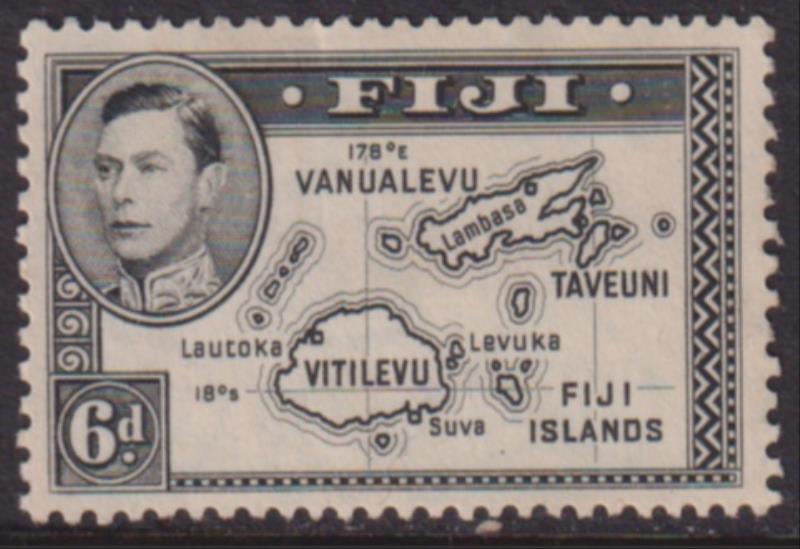 • FIJI •
178°E
VANUALEVU
Lambasa
TAVEUNI
Lautoka
Levuka
VITILEVU
18°S
FIJI
ISLANDS
Suva
6d.